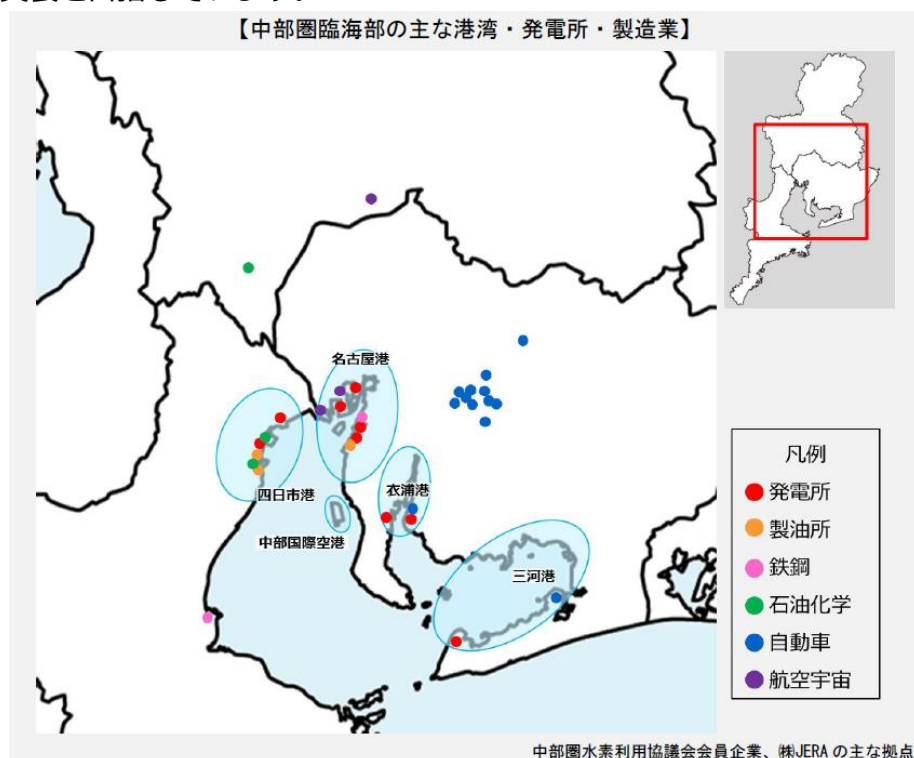 【中部圏臨海部の主な港湾・発電所・製造業】
名古屋港
四日市港
衣浦港
中部国際空港
三河港
凡例
発電所
製油所
鉄鋼
石油化学
自動車
航空宇宙
中部圏水素利用協議会会員企業、㈱JERA の主な拠点